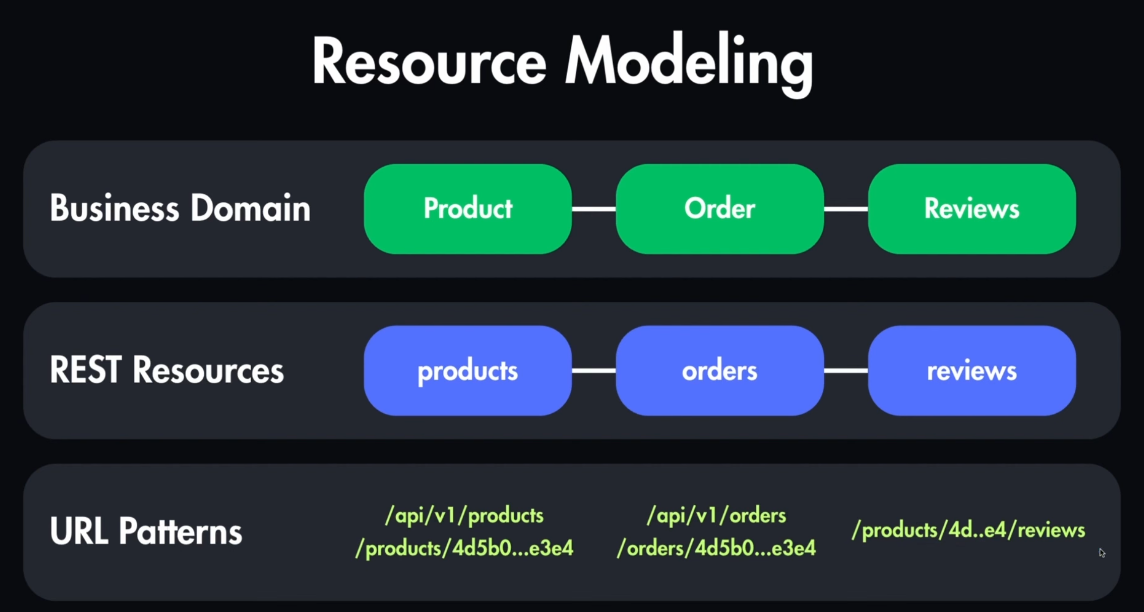 Resource Modeling
Business Domain
Product
Order
Reviews
REST Resources
products
orders
reviews
URL Patterns
/api/v1/products
/products/4d5b0...e3e4
/api/v1/orders
/orders/4d5b0...e3e4
/products/4d..e4/reviews